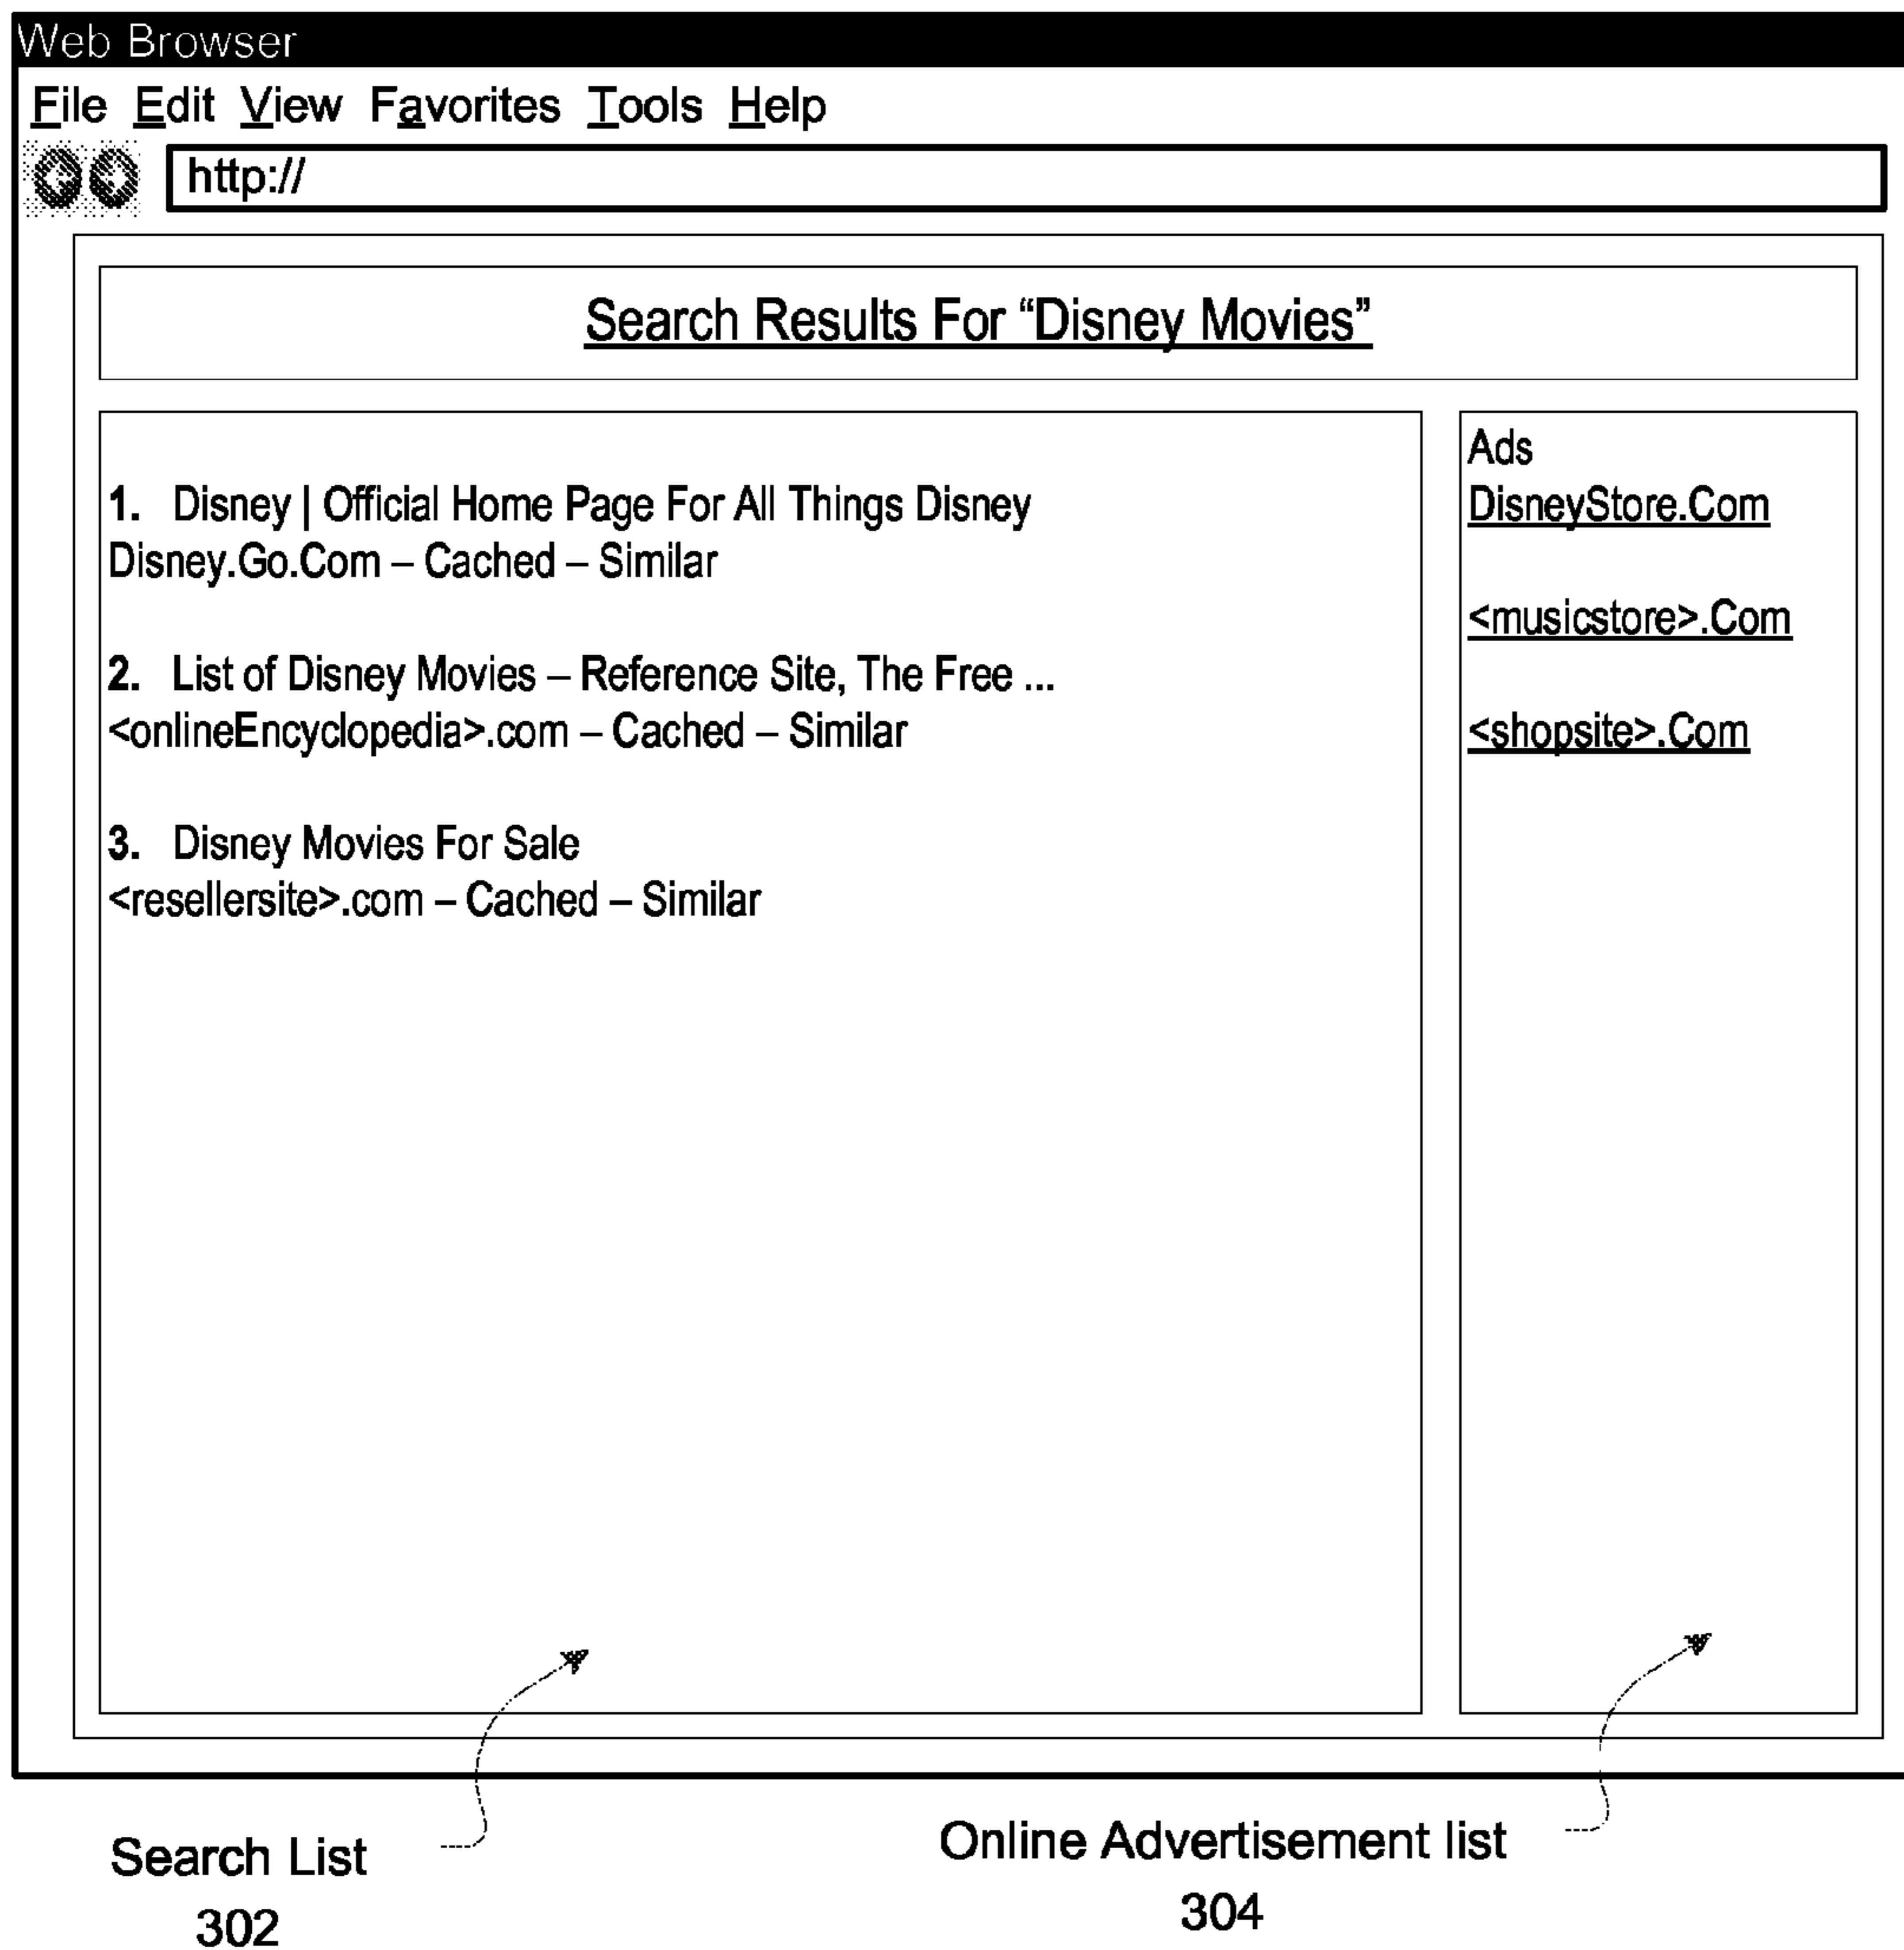 Web Browser
File Edit View Favorites Tools Help
http://
Search Results For “Disney Movies”
1. Disney | Official Home Page For All Things Disney
Disney.Go.Com – Cached – Similar
2. List of Disney Movies – Reference Site, The Free ...
<onlineEncyclopedia>.com – Cached – Similar
3. Disney Movies For Sale
<resellersite>.com – Cached – Similar
Ads
DisneyStore.Com
<musicstore>.Com
<shopsite>.Com
Search List
302
Online Advertisement list
304